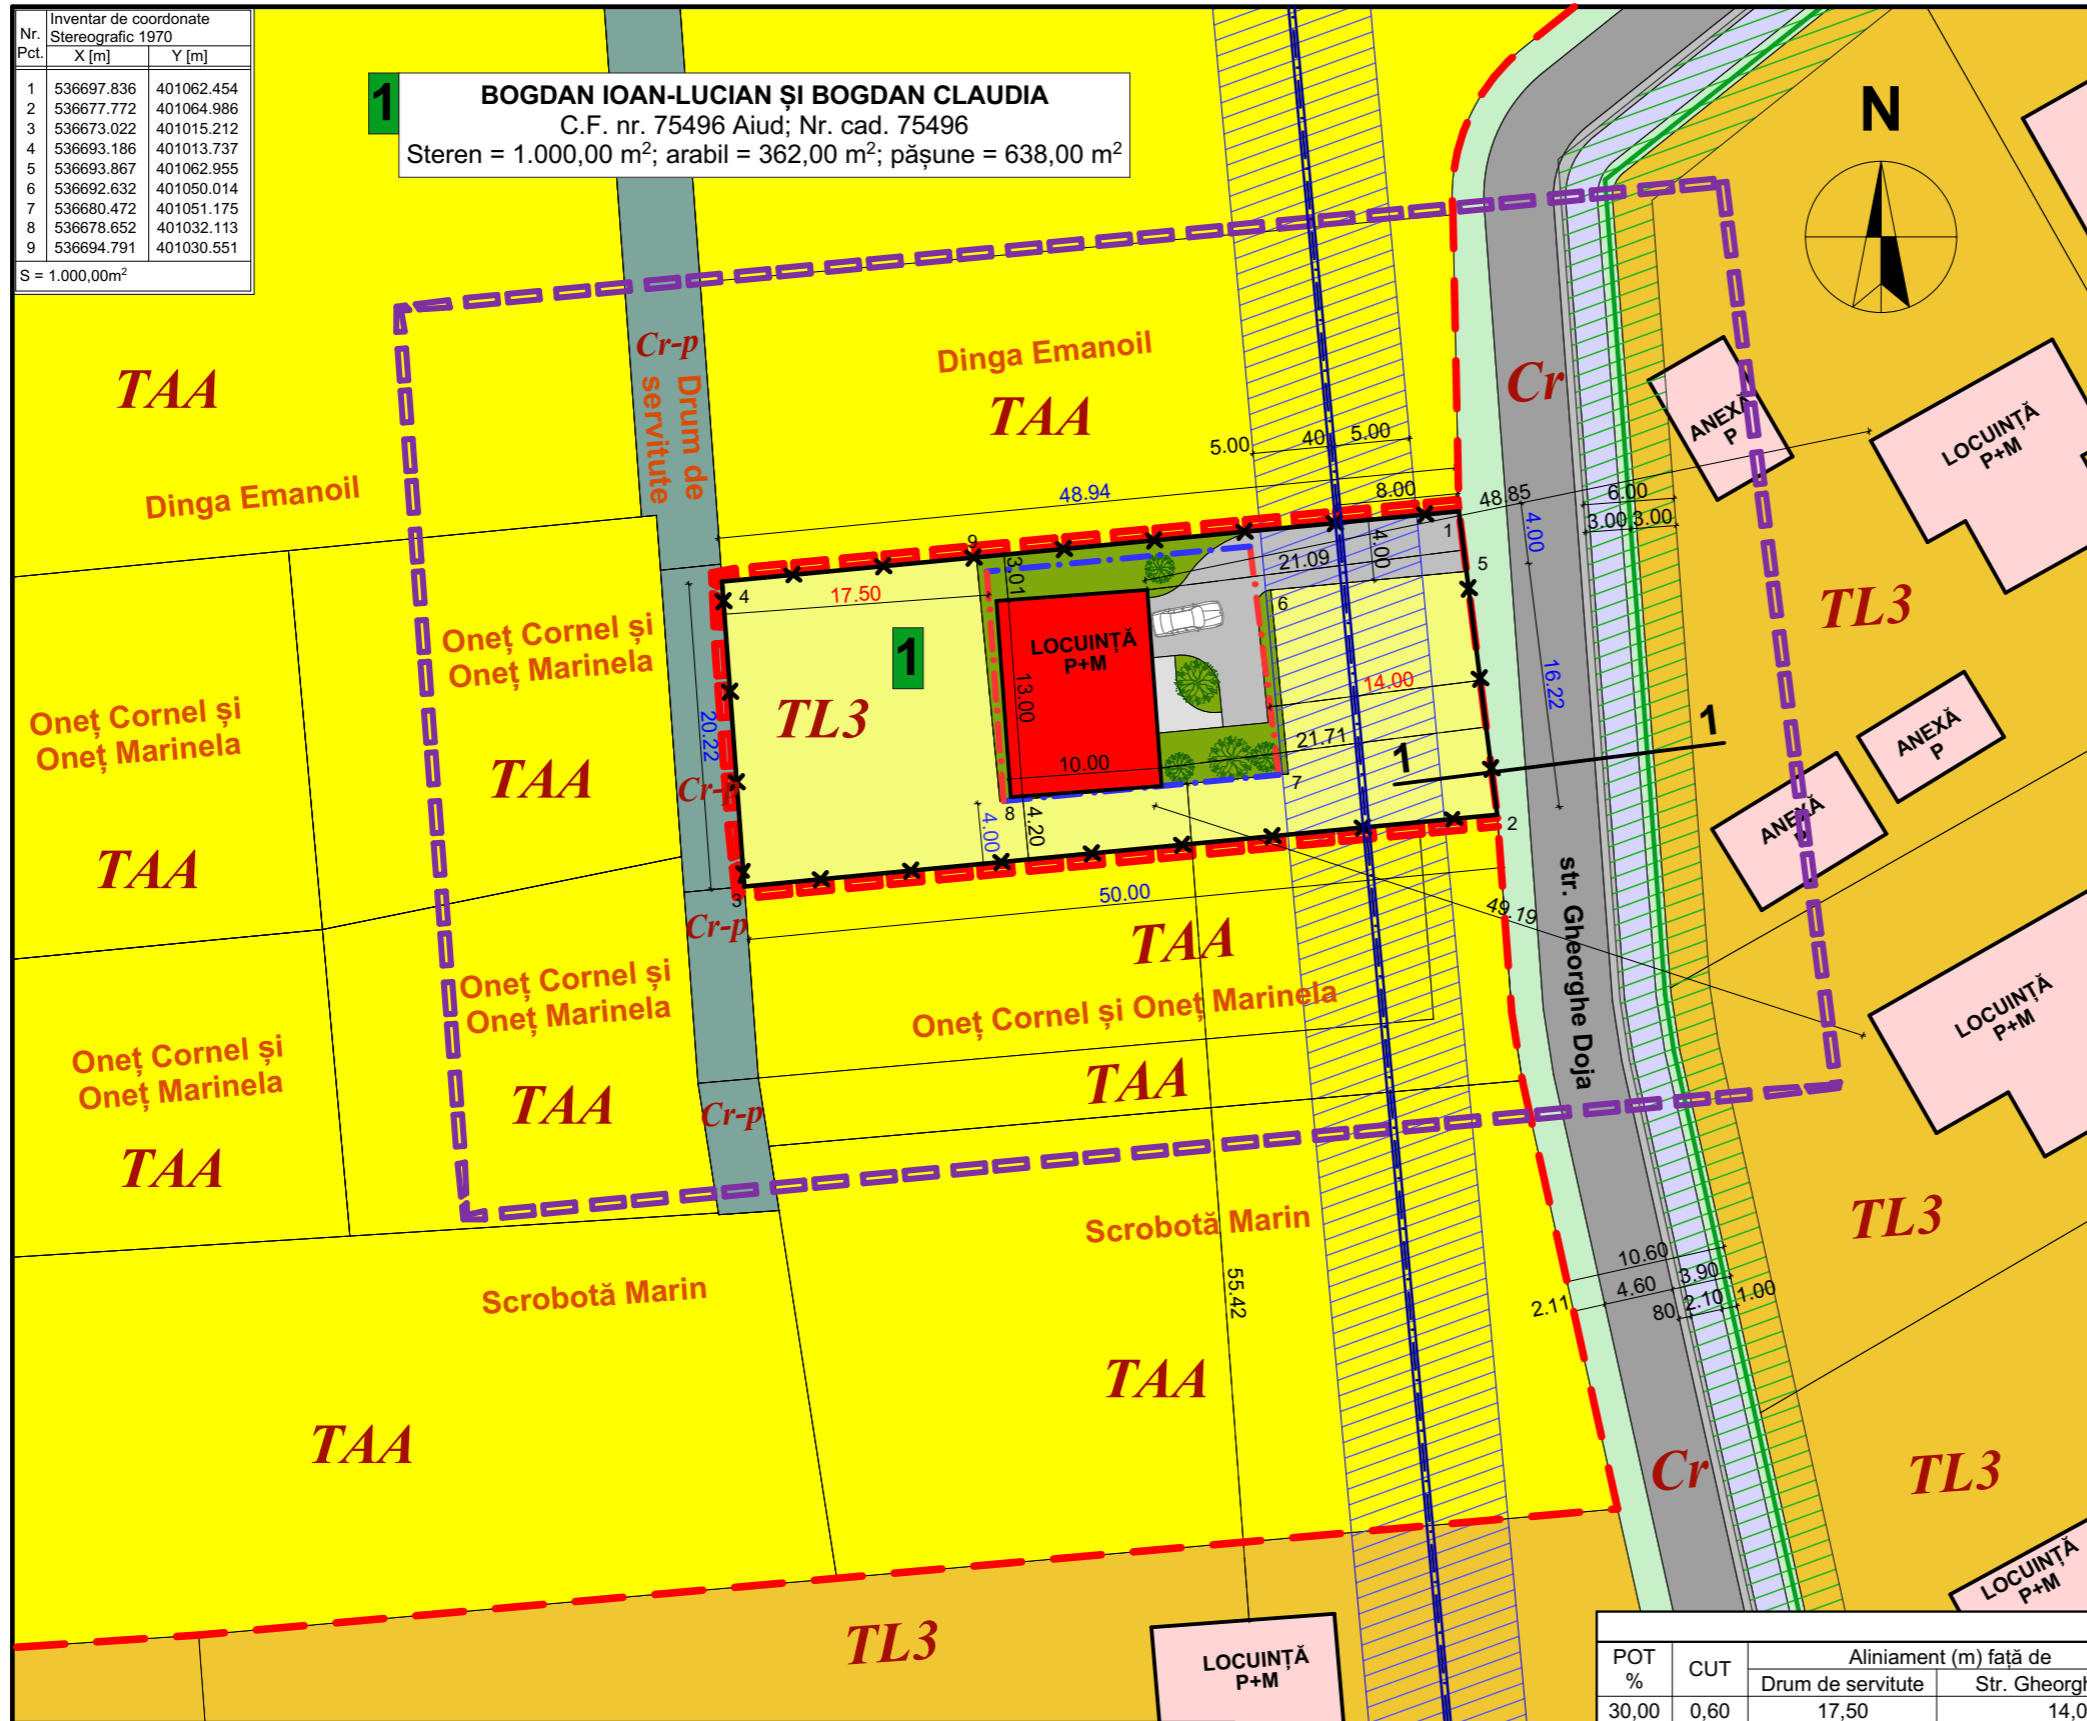 Nr. Pct.
Inventar de coordonate
Stereografic 1970
X [m] Y [m]
1 536697.836 401062.454
2 536677.772 401064.986
3 536673.022 401015.212
4 536693.186 401013.737
5 536693.867 401062.955
6 536692.632 401050.014
7 536680.472 401051.175
8 536678.652 401032.113
9 536694.791 401030.551
S = 1.000,00m²
1
BOGDAN IOAN-LUCIAN ȘI BOGDAN CLAUDIA
C.F. nr. 75496 Aiud; Nr. cad. 75496
Steren = 1.000,00 m²; arabil = 362,00 m²; pășune = 638,00 m²
N
TAA
Dinga Emanoil
Cr-p
Drum de
servitute
Dinga Emanoil
TAA
Cr
ANEXĂ
P
LOCUINȚĂ
P+M
5.00
40
5.00
48.94
8.00
48.85
6.00
3.00
3.00
4.00
1
9
3.01
21.09
4.00
5
4
17.50
6
TL3
Oneț Cornel și
Oneț Marinela
1
LOCUINȚĂ
P+M
13.00
14.00
16.22
20.22
TL3
Oneț Cornel și
Oneț Marinela
TAA
Cr-
10.00
21.71
1
1
7
ANEXĂ
P
ANEXĂ
8
4.00
4.20
2
TAA
3
50.00
49.19
str. Gheorghe Doja
Cr-p
TAA
Oneț Cornel și
Oneț Marinela
Oneț Cornel și Oneț Marinela
LOCUINȚĂ
P+M
Oneț Cornel și
Oneț Marinela
TAA
TAA
Cr-p
TAA
Scrobotă Marin
TL3
55.42
10.60
4.60
3.90
2.11
80
2.10
1.00
Scrobotă Marin
TAA
TAA
Cr
TL3
LOCUINȚĂ
P+M
TL3
LOCUINȚĂ
P+M
POT
%
CUT
Aliniament (m) față de
Drum de servitute Str. Gheorgh
30,00 0,60 17,50 14,0